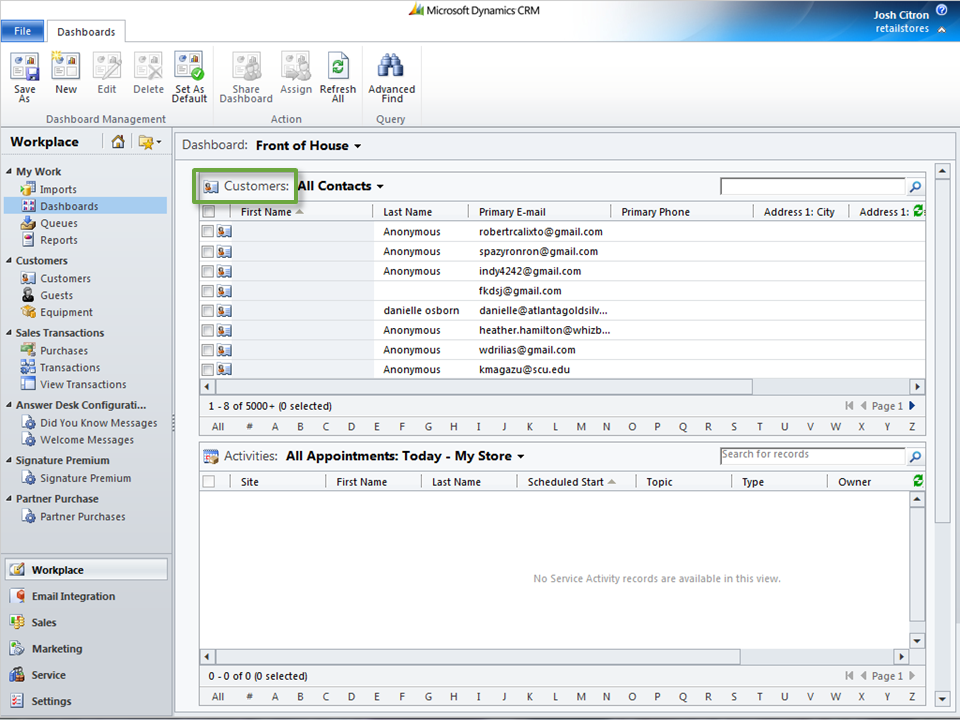 Microsoft Dynamics CRM
Josh Citron
retailstores
File
Dashboards
Save As
New
Edit
Delete
Set As Default
Share Dashboard
Assign
Refresh All
Advanced Find
Dashboard Management
Action
Query
Workplace
My Work
Imports
Dashboards
Queues
Reports
Customers
Customers
Guests
Equipment
Sales Transactions
Purchases
Transactions
View Transactions
Answer Desk Configurati...
Did You Know Messages
Welcome Messages
Signature Premium
Signature Premium
Partner Purchase
Partner Purchases
Workplace
Email Integration
Sales
Marketing
Service
Settings
Dashboard: Front of House
Customers: All Contacts
First Name Last Name Primary E-mail Primary Phone Address 1: City Address 1:
Anonymous robertrcalixto@gmail.com
Anonymous spazyronron@gmail.com
Anonymous indy4242@gmail.com
fkdsj@gmail.com
danielle osborn danielle@atlantagoldsilv...
Anonymous heather.hamilton@whizb...
Anonymous wdrilias@gmail.com
Anonymous kmagazu@scu.edu
1 - 8 of 5000+ (0 selected) Page 1
All # A B C D E F G H I J K L M N O P Q R S T U V W X Y Z
Activities: All Appointments: Today - My Store
Search for records
Site First Name Last Name Scheduled Start Topic Type Owner
No Service Activity records are available in this view.
0 - 0 of 0 (0 selected) Page 1
All # A B C D E F G H I J K L M N O P Q R S T U V W X Y Z